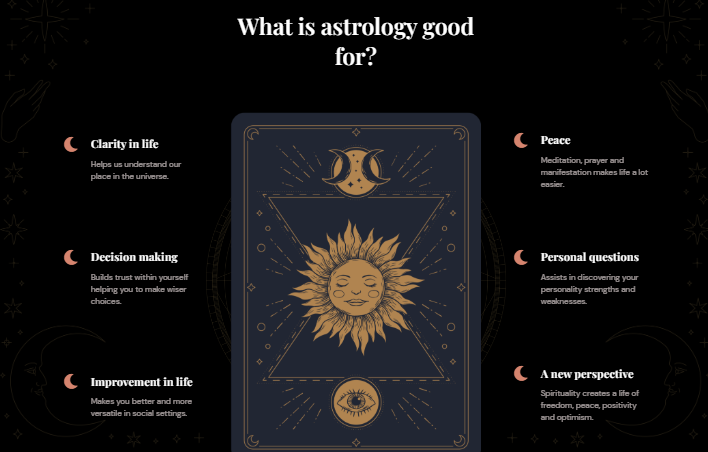 What is astrology good
for?
Clarity in life
Helps us understand our
place in the universe.
Decision making
Builds trust within yourself
helping you to make wiser
choices.
Improvement in life
Makes you better and more
versatile in social settings.
Peace
Meditation, prayer and
manifestation makes life a lot
easier.
Personal questions
Assists in discovering your
personality strengths and
weaknesses.
A new perspective
Spirituality creates a life of
freedom, peace, positivity
and optimism.